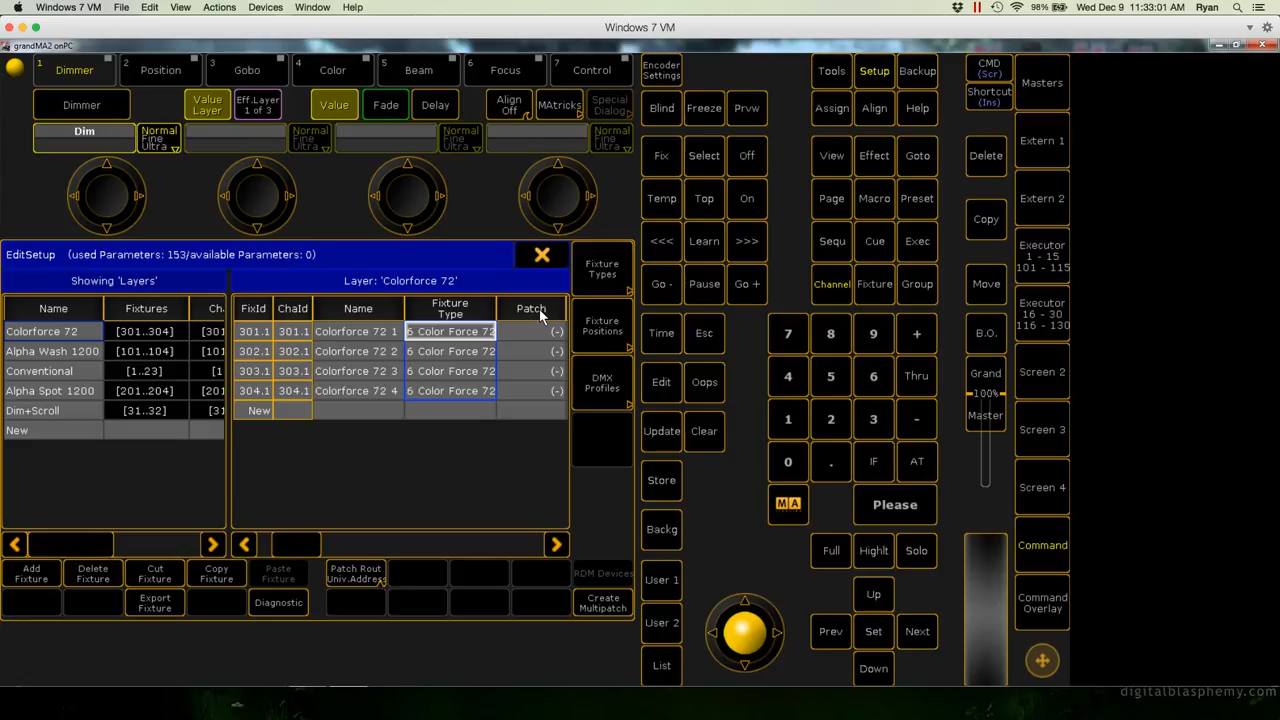 Windows 7 VM File Edit View Actions Devices Window Help 98% Wed Dec 9 11:33:01 AM Ryan
Windows 7 VM
grandMA2 onPC
1 Dimmer 2 Position 3 Gobo 4 Color 5 Beam 6 Focus 7 Control
Dimmer Value Layer Eff.Layer 1 of 3 Value Fade Delay Align Off MAtricks Special Dialog
Dim Normal Fine Ultra Normal Fine Ultra Normal Fine Ultra Normal Fine Ultra
EditSetup (used Parameters: 153/available Parameters: 0)
Showing 'Layers' Layer: 'Colorforce 72'
Name Fixtures Ch FixId ChaId Name Fixture Type Patch
Colorforce 72 [301..304] [301 301.1 301.1 Colorforce 72 1 6 Color Force 72 (-)
Alpha Wash 1200 [101..104] [101 302.1 302.1 Colorforce 72 2 6 Color Force 72 (-)
Conventional [1..23] [1 303.1 303.1 Colorforce 72 3 6 Color Force 72 (-)
Alpha Spot 1200 [201..204] [201 304.1 304.1 Colorforce 72 4 6 Color Force 72 (-)
Dim+Scroll [31..32] [31 New
New
Fixture Types
Fixture Positions
DMX Profiles
Add Fixture Delete Fixture Cut Fixture Copy Fixture Paste Fixture Patch Rout Univ.Address RDM Devices
Export Fixture Diagnostic Create Multipatch
Encoder Settings Tools Setup Backup CMD (Scr) Masters
Shortcut (Ins)
Blind Freeze Prvw Assign Align Help
Extern 1
Fix Select Off View Effect Goto Delete
Temp Top On Page Macro Preset Extern 2
Copy
<<< Learn >>> Sequ Cue Exec
Executor 1 - 15 101 - 115
Go - Pause Go + Channel Fixture Group Move
Executor 16 - 30 116 - 130
Time Esc 7 8 9 + B.O.
Edit Oops 4 5 6 Thru Grand 100% Master Screen 2
Update Clear 1 2 3 - Screen 3
Store 0 . IF AT Screen 4
MA Please
Backg
Full Highlt Solo Command
User 1 Up Command Overlay
User 2 Prev Set Next
List Down
digitalblasphemy.com